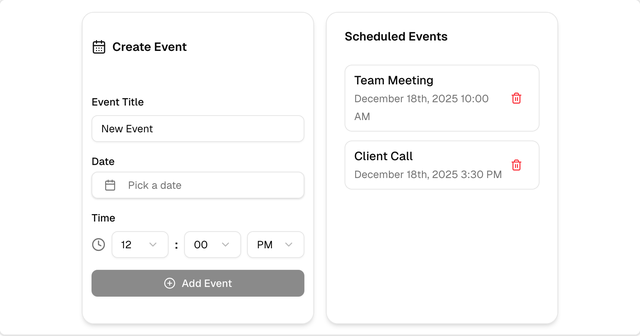 Create Event
Event Title
New Event
Date
Pick a date
Time
12 : 00 PM
Add Event
Scheduled Events
Team Meeting
December 18th, 2025 10:00
AM
Client Call
December 18th, 2025 3:30 PM